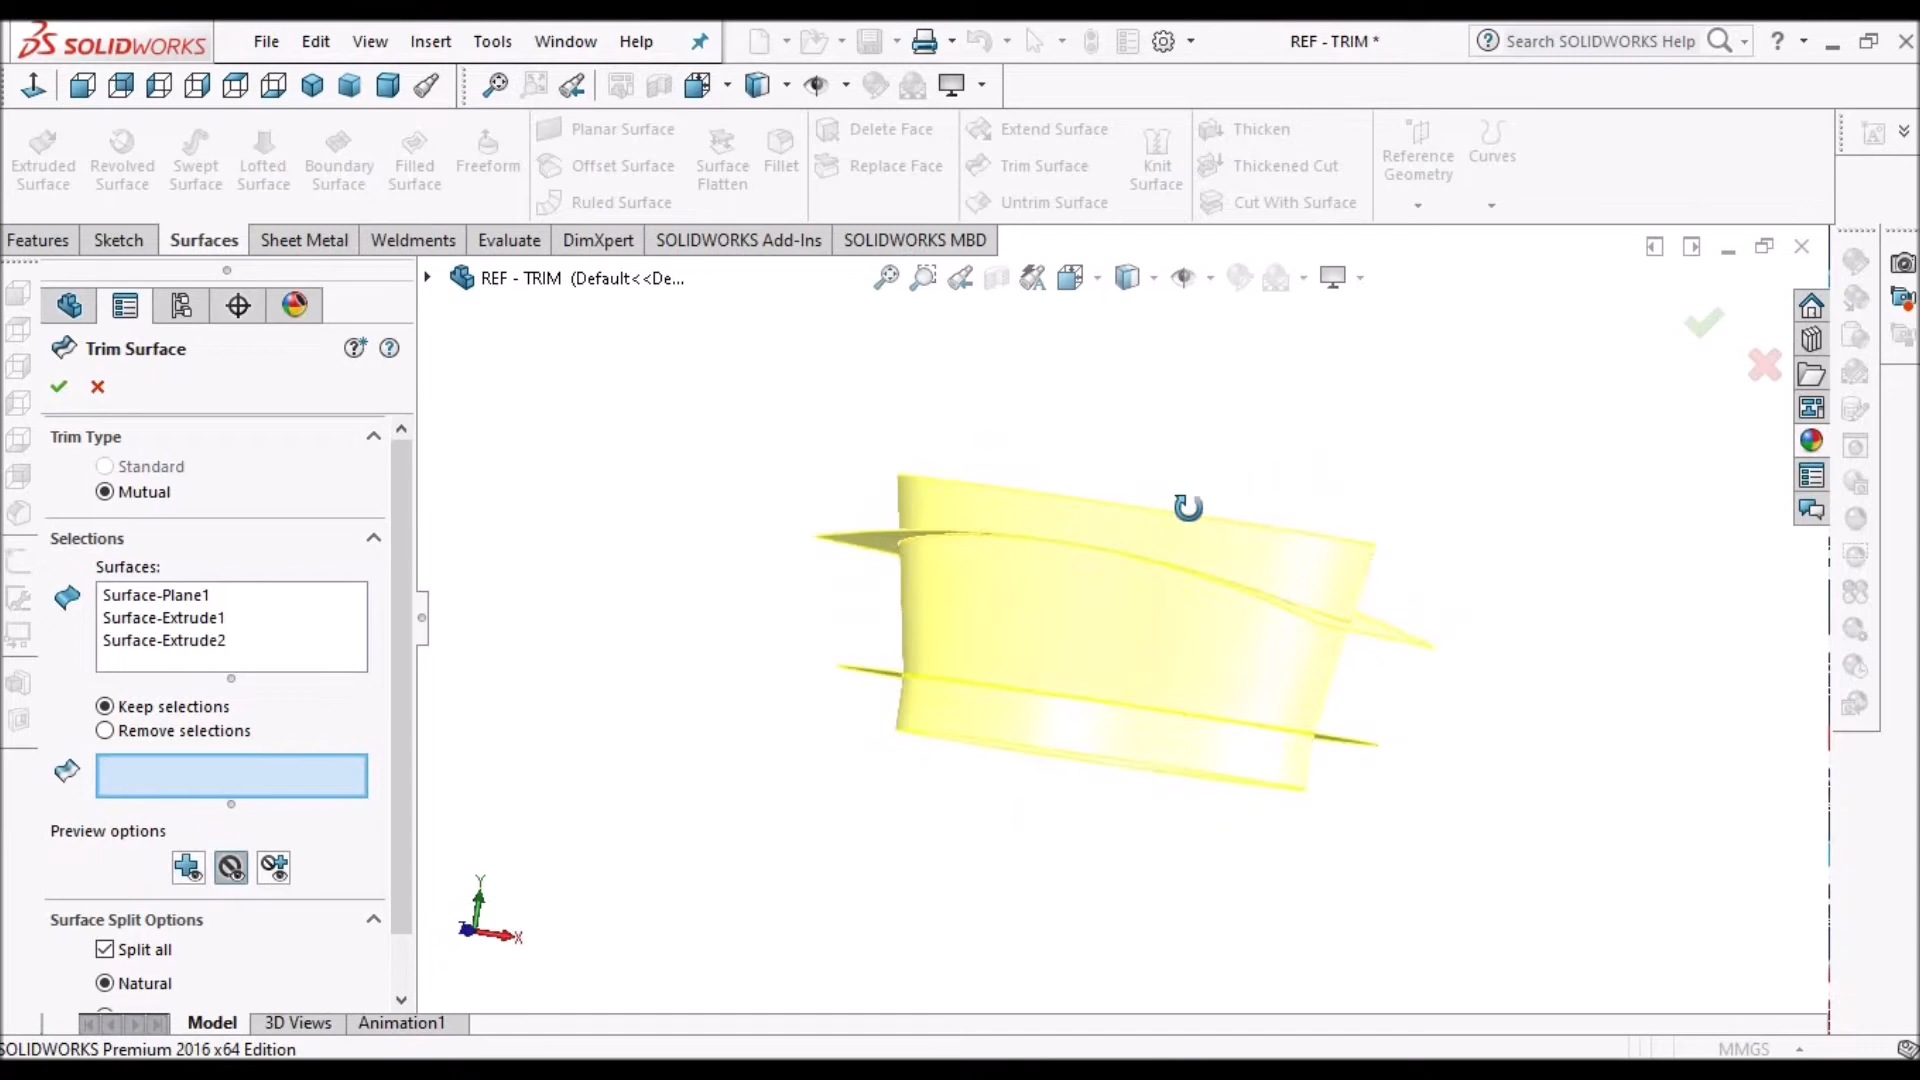 SOLIDWORKS File Edit View Insert Tools Window Help REF - TRIM * Search SOLIDWORKS Help ?
Extruded Surface Revolved Surface Swept Surface Lofted Surface Boundary Surface Filled Surface Freeform
Planar Surface
Offset Surface
Ruled Surface
Surface Flatten Fillet
Delete Face
Replace Face
Extend Surface
Trim Surface
Untrim Surface
Knit Surface
Thicken
Thickened Cut
Cut With Surface
Reference Geometry Curves
Features Sketch Surfaces Sheet Metal Weldments Evaluate DimXpert SOLIDWORKS Add-Ins SOLIDWORKS MBD
REF - TRIM (Default<<De...
Trim Surface
Trim Type
Standard
Mutual
Selections
Surfaces:
Surface-Plane1
Surface-Extrude1
Surface-Extrude2
Keep selections
Remove selections
Preview options
Surface Split Options
Split all
Natural
Y
Z
X
Model 3D Views Animation1
SOLIDWORKS Premium 2016 x64 Edition
MMGS